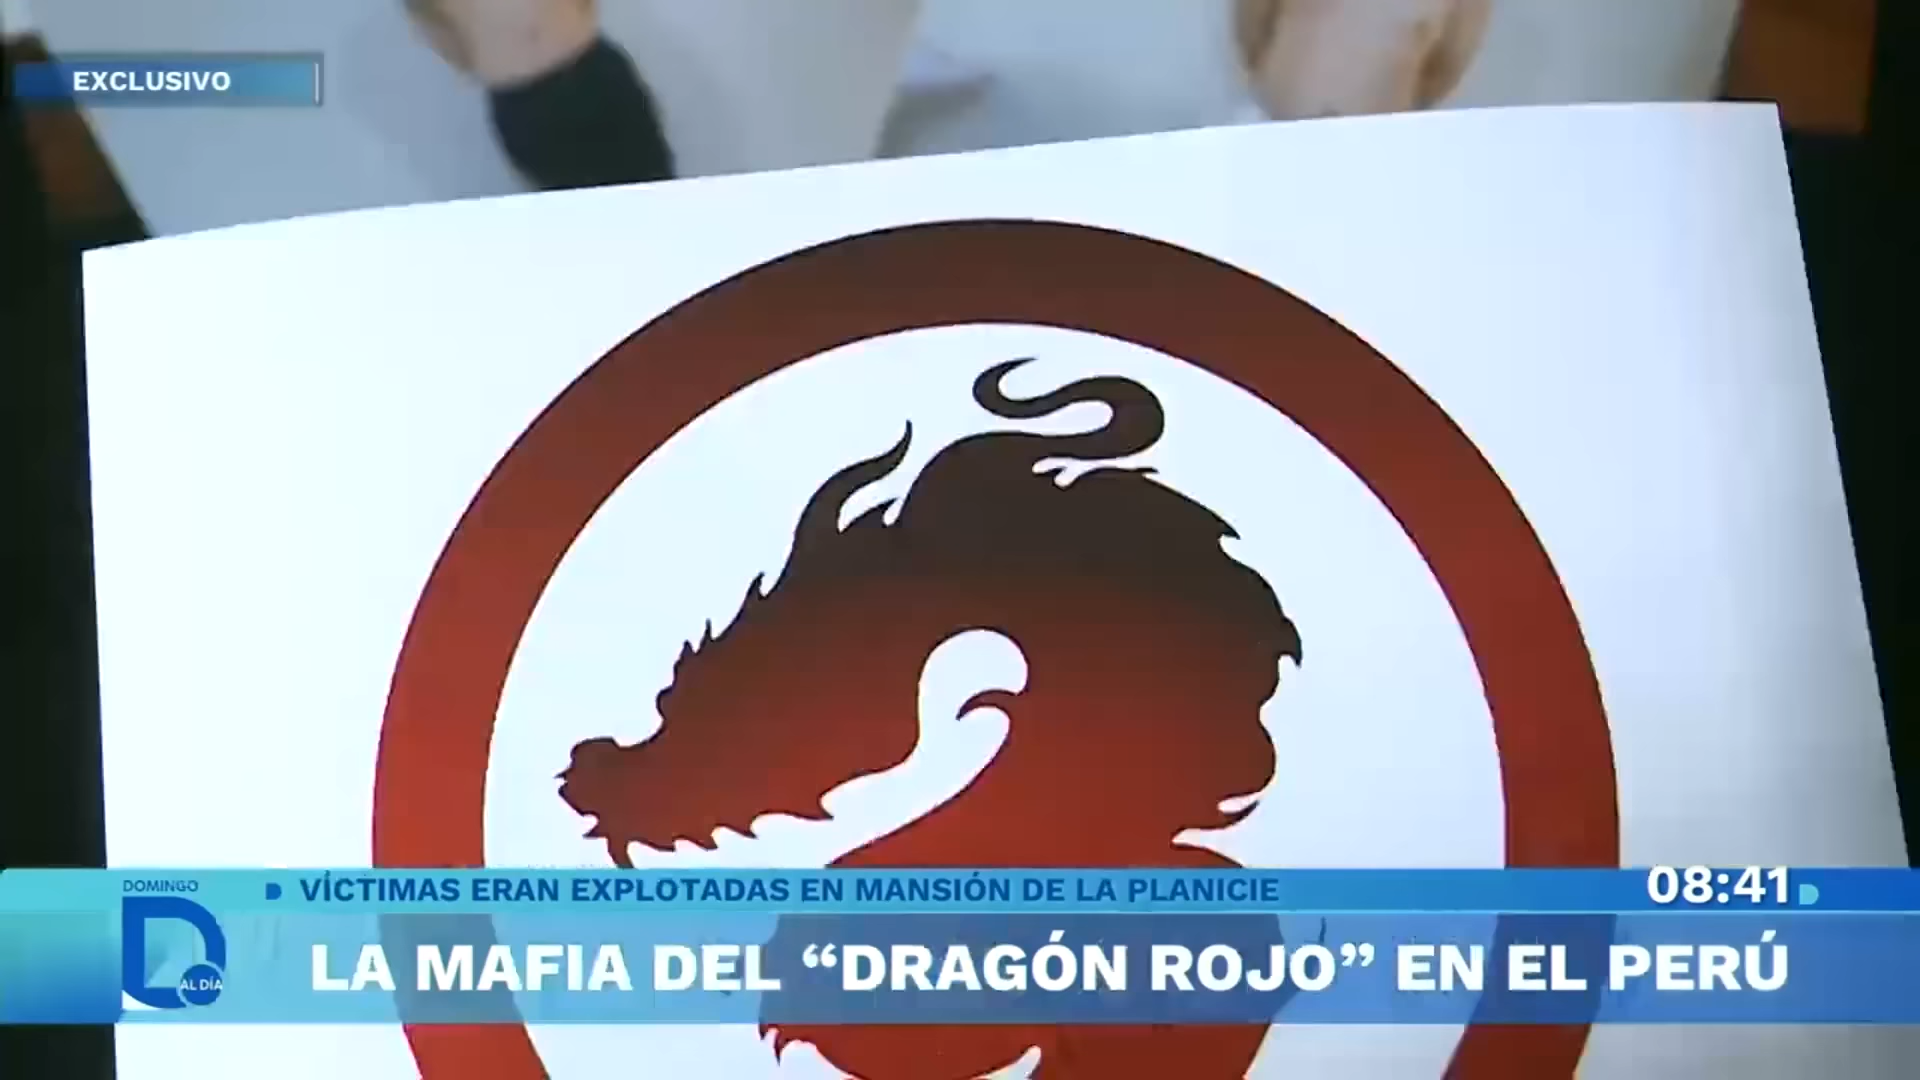 EXCLUSIVO
DOMINGO
AL DÍA
VÍCTIMAS ERAN EXPLOTADAS EN MANSIÓN DE LA PLANICIE
08:41
LA MAFIA DEL “DRAGÓN ROJO” EN EL PERÚ